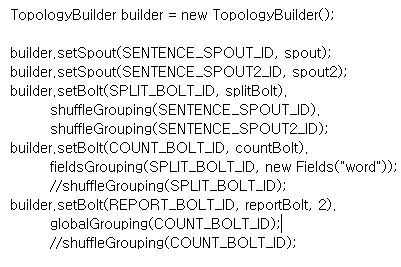 TopologyBuilder builder = new TopologyBuilder();
builder.setSpout(SENTENCE_SPOUT_ID, spout);
builder.setSpout(SENTENCE_SPOUT2_ID, spout2);
builder.setBolt(SPLIT_BOLT_ID, splitBolt).
shuffleGrouping(SENTENCE_SPOUT_ID).
shuffleGrouping(SENTENCE_SPOUT2_ID);
builder.setBolt(COUNT_BOLT_ID, countBolt).
fieldsGrouping(SPLIT_BOLT_ID, new Fields("word"));
//shuffleGrouping(SPLIT_BOLT_ID);
builder.setBolt(REPORT_BOLT_ID, reportBolt, 2).
globalGrouping(COUNT_BOLT_ID);
//shuffleGrouping(COUNT_BOLT_ID);